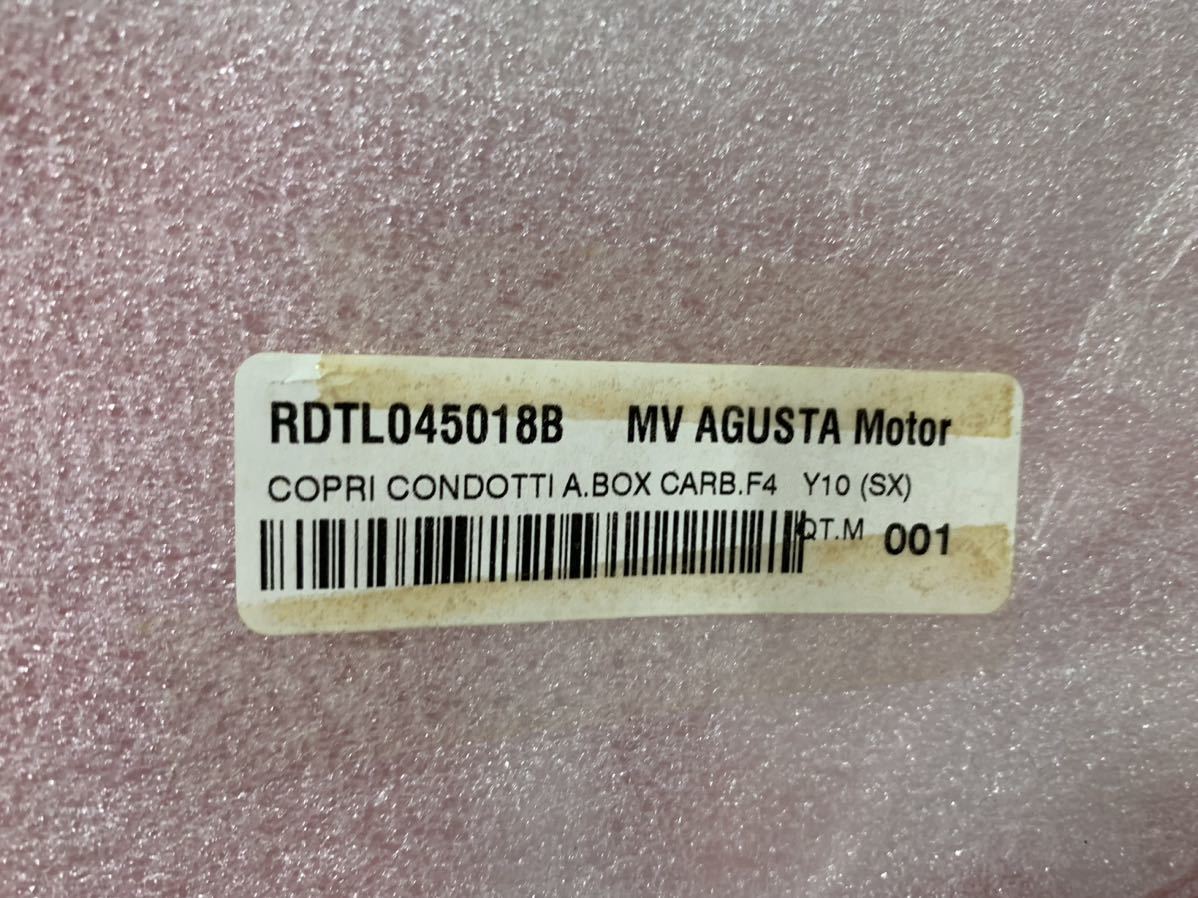 RDTL045018B MV AGUSTA Motor
COPRI CONDOTTI A.BOX CARB.F4 Y10 (SX)
QT.M 001